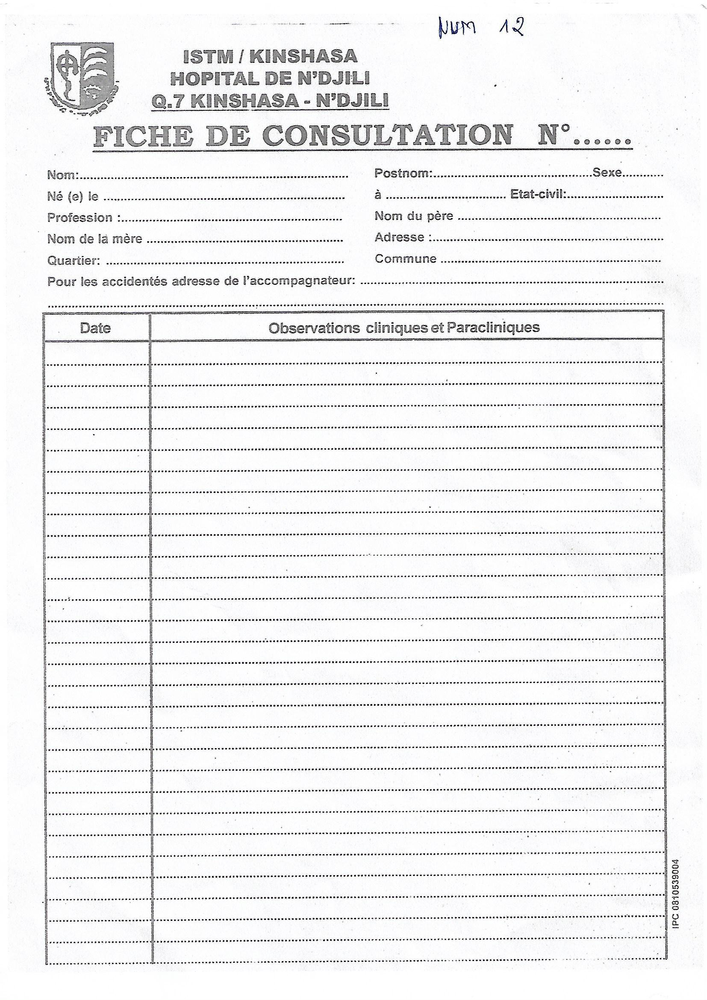 NUM 12
ISTM / KINSHASA
HOPITAL DE N'DJILI
Q.7 KINSHASA - N'DJILI
FICHE DE CONSULTATION N°......
Nom:.................... Postnom:....................Sexe............
Né (e) le .................... à .................... Etat-civil:....................
Profession :.................... Nom du père ....................
Nom de la mère .................... Adresse :....................
Quartier: .................... Commune ....................
Pour les accidentés adresse de l'accompagnateur: ....................
Date Observations cliniques et Paracliniques
IPC 0810539004